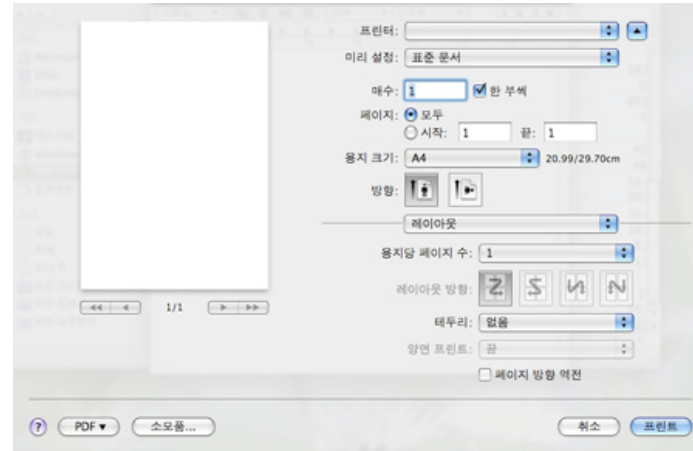 프린터:
미리 설정: 표준 문서
매수: 1 한 부씩
페이지: 모두
시작: 1 끝: 1
용지 크기: A4 20.99/29.70cm
방향:
레이아웃
용지당 페이지 수: 1
레이아웃 방향:
1/1
테두리: 없음
양면 프린트: 끔
페이지 방향 역전
? PDF 소모품... 취소 프린트